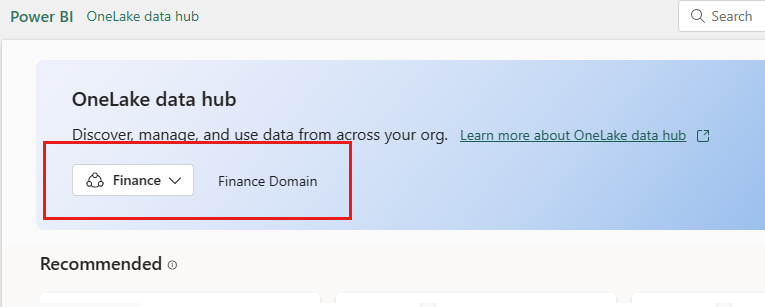 Power BI OneLake data hub Search
OneLake data hub
Discover, manage, and use data from across your org. Learn more about OneLake data hub
Finance Finance Domain
Recommended